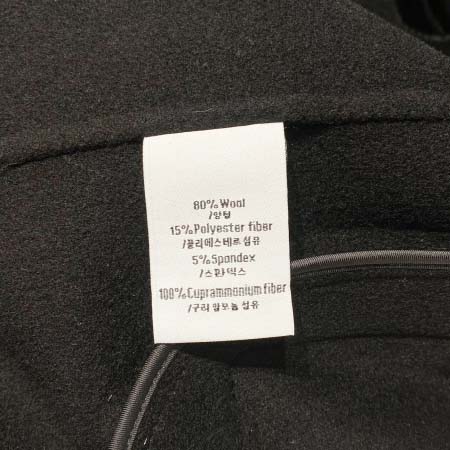 80%Wool
/양털
15%Polyester fiber
/폴리에스테르 섬유
5%Spandex
/스판덱스
100%Cuprammonium fiber
/구리 암모늄 섬유